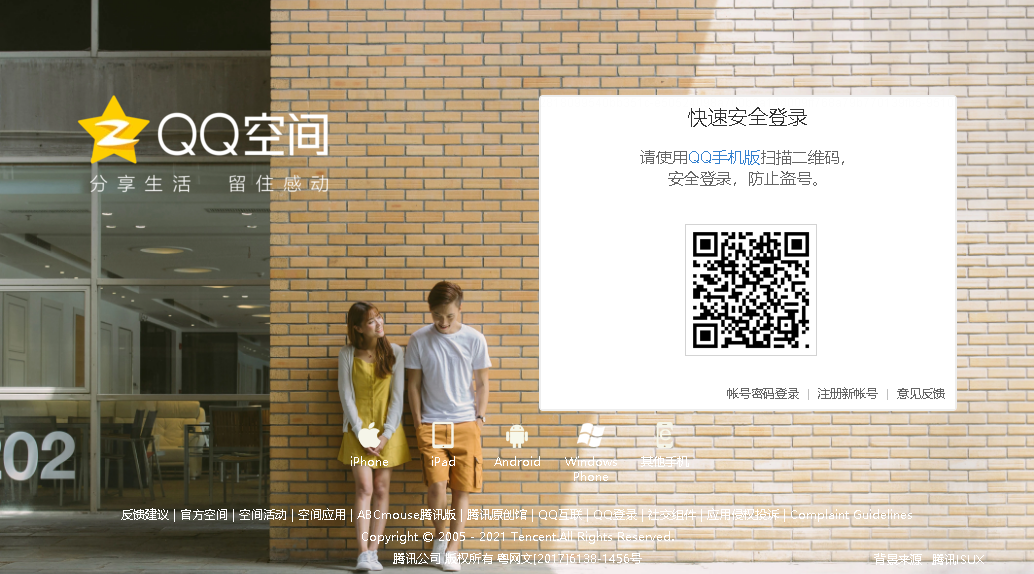 QQ空间
分享生活 留住感动
快速安全登录
请使用QQ手机版扫描二维码，
安全登录，防止盗号。
帐号密码登录 | 注册新帐号 | 意见反馈
202
iPhone iPad Android Windows Phone 其他手机
反馈建议 | 官方空间 | 空间活动 | 空间应用 | ABCmouse腾讯版 | 腾讯原创馆 | QQ互联 | QQ登录 | 社交组件 | 应用侵权投诉 | Complaint Guidelines
Copyright © 2005 - 2021 Tencent.All Rights Reserved.
腾讯公司 版权所有 粤网文[2017]6138-1456号
背景来源 腾讯ISUX